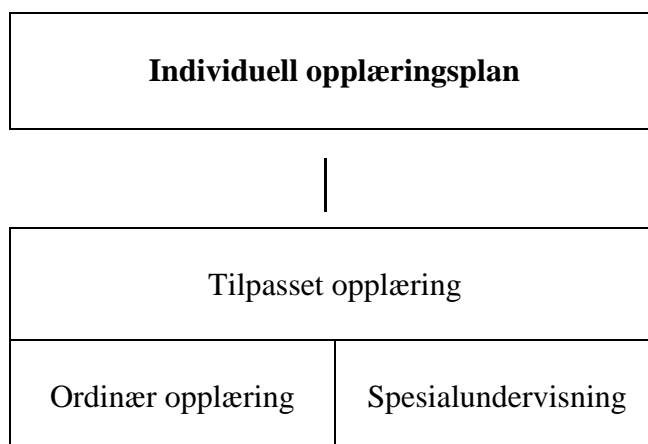 Individuell opplæringsplan
Tilpasset opplæring
Ordinær opplæring
Spesialundervisning